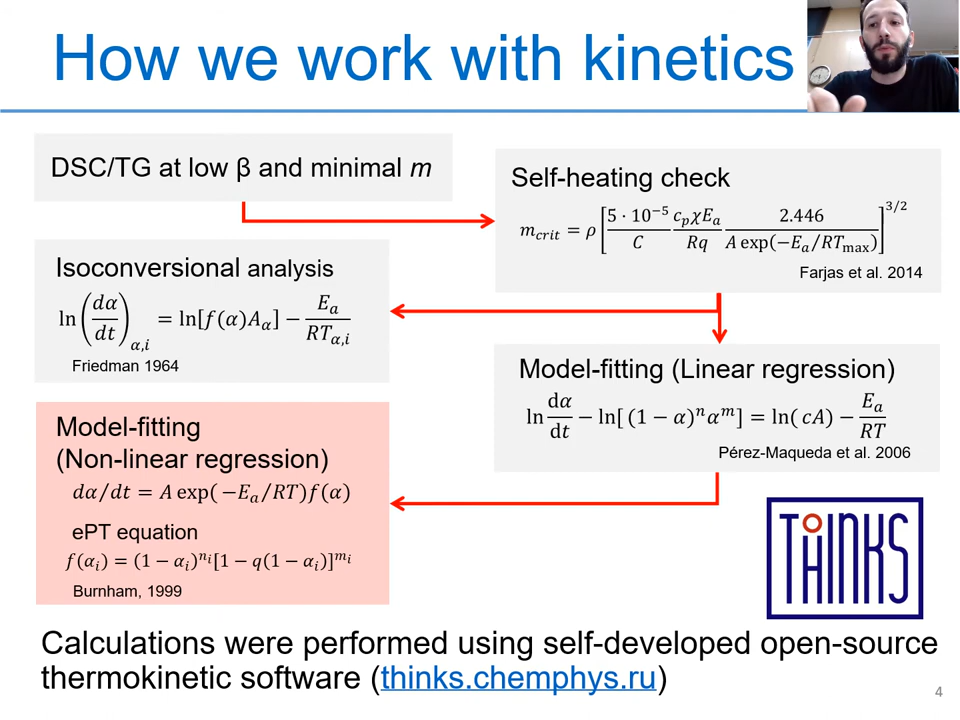 How we work with kinetics
DSC/TG at low β and minimal m
Self-heating check
m_crit = ρ [5 · 10⁻⁵/C c_pχE_a/Rq 2.446/(A exp(−E_a/RT_max))]^3/2
Farjas et al. 2014
Isoconversional analysis
ln(dα/dt)_α,i = ln[f(α)A_α] − E_a/RT_α,i
Friedman 1964
Model-fitting (Linear regression)
ln dα/dt − ln[(1 − α)ⁿαᵐ] = ln(cA) − E_a/RT
Pérez-Maqueda et al. 2006
Model-fitting
(Non-linear regression)
dα/dt = A exp(−E_a/RT)f(α)
ePT equation
f(α_i) = (1 − α_i)^n_i[1 − q(1 − α_i)]^m_i
Burnham, 1999
THINKS
Calculations were performed using self-developed open-source
thermokinetic software (thinks.chemphys.ru)
4